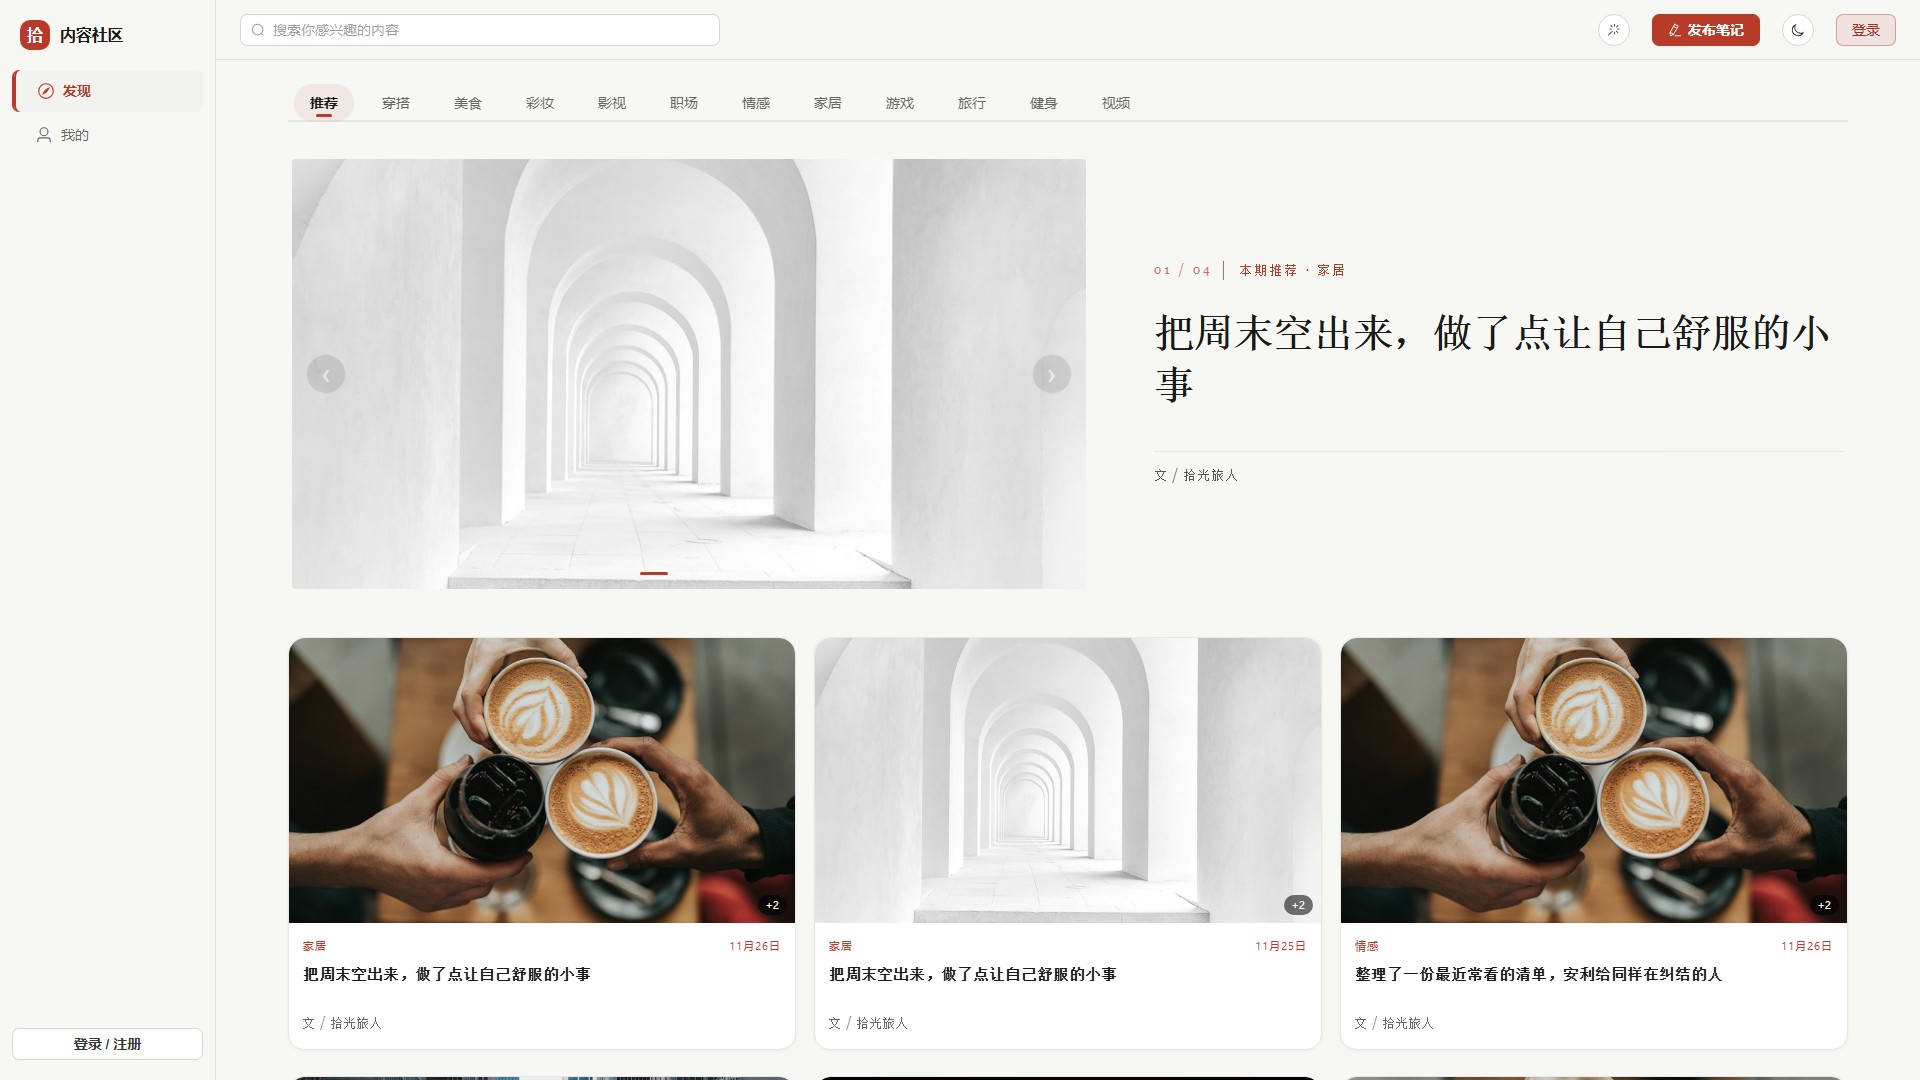 拾 内容社区
搜索你感兴趣的内容
发布笔记
登录
发现
我的
推荐 穿搭 美食 彩妆 影视 职场 情感 家居 游戏 旅行 健身 视频
01 / 04 本期推荐 · 家居
把周末空出来，做了点让自己舒服的小
事
文 / 拾光旅人
+2
家居 11月26日
把周末空出来，做了点让自己舒服的小事
文 / 拾光旅人
+2
家居 11月25日
把周末空出来，做了点让自己舒服的小事
文 / 拾光旅人
+2
情感 11月26日
整理了一份最近常看的清单，安利给同样在纠结的人
文 / 拾光旅人
登录 / 注册